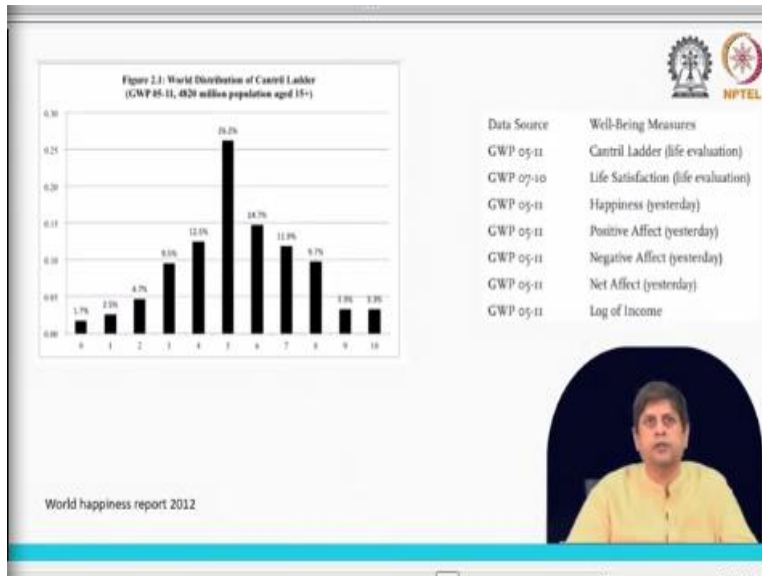 NPTEL
Figure 2.1: World Distribution of Cantril Ladder
(GWP 05-11, 4820 million population aged 15+)
0.30
0.25
0.20
0.15
0.10
0.05
0.00
1.7%
2.5%
4.7%
9.5%
12.5%
26.2%
14.7%
11.9%
9.7%
3.3%
3.3%
0 1 2 3 4 5 6 7 8 9 10
Data Source Well-Being Measures
GWP 05-11 Cantril Ladder (life evaluation)
GWP 07-10 Life Satisfaction (life evaluation)
GWP 05-11 Happiness (yesterday)
GWP 05-11 Positive Affect (yesterday)
GWP 05-11 Negative Affect (yesterday)
GWP 05-11 Net Affect (yesterday)
GWP 05-11 Log of Income
World happiness report 2012